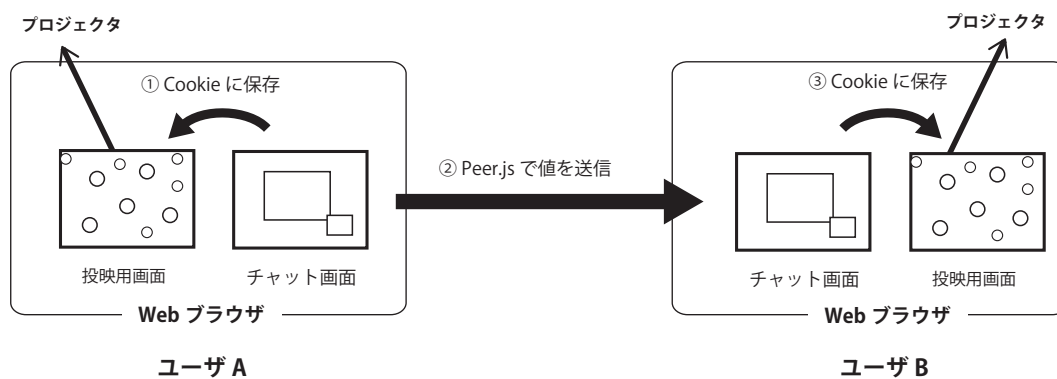 プロジェクタ
プロジェクタ
① Cookie に保存
③ Cookie に保存
② Peer.js で値を送信
投映用画面
チャット画面
チャット画面
投映用画面
Web ブラウザ
Web ブラウザ
ユーザ A
ユーザ B